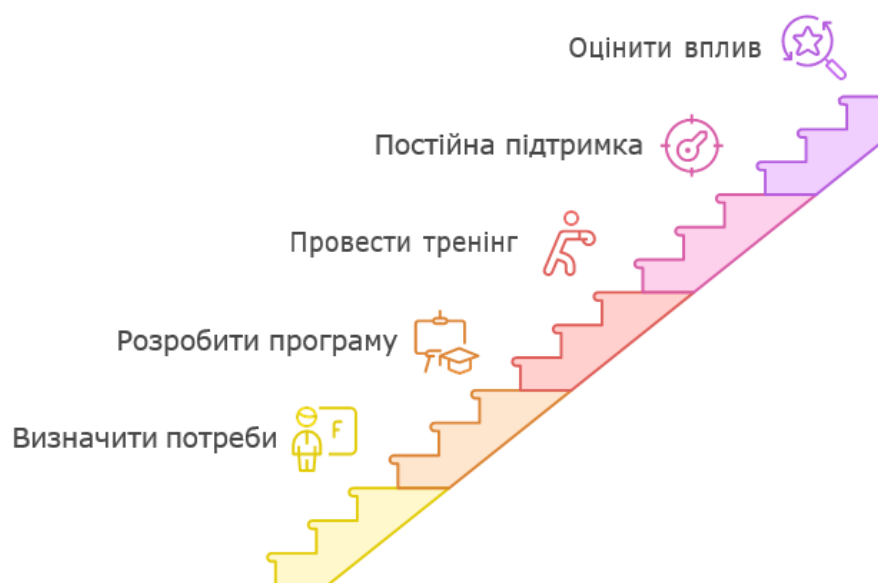 Оцінити вплив
Постійна підтримка
Провести тренінг
Розробити програму
Визначити потреби
F